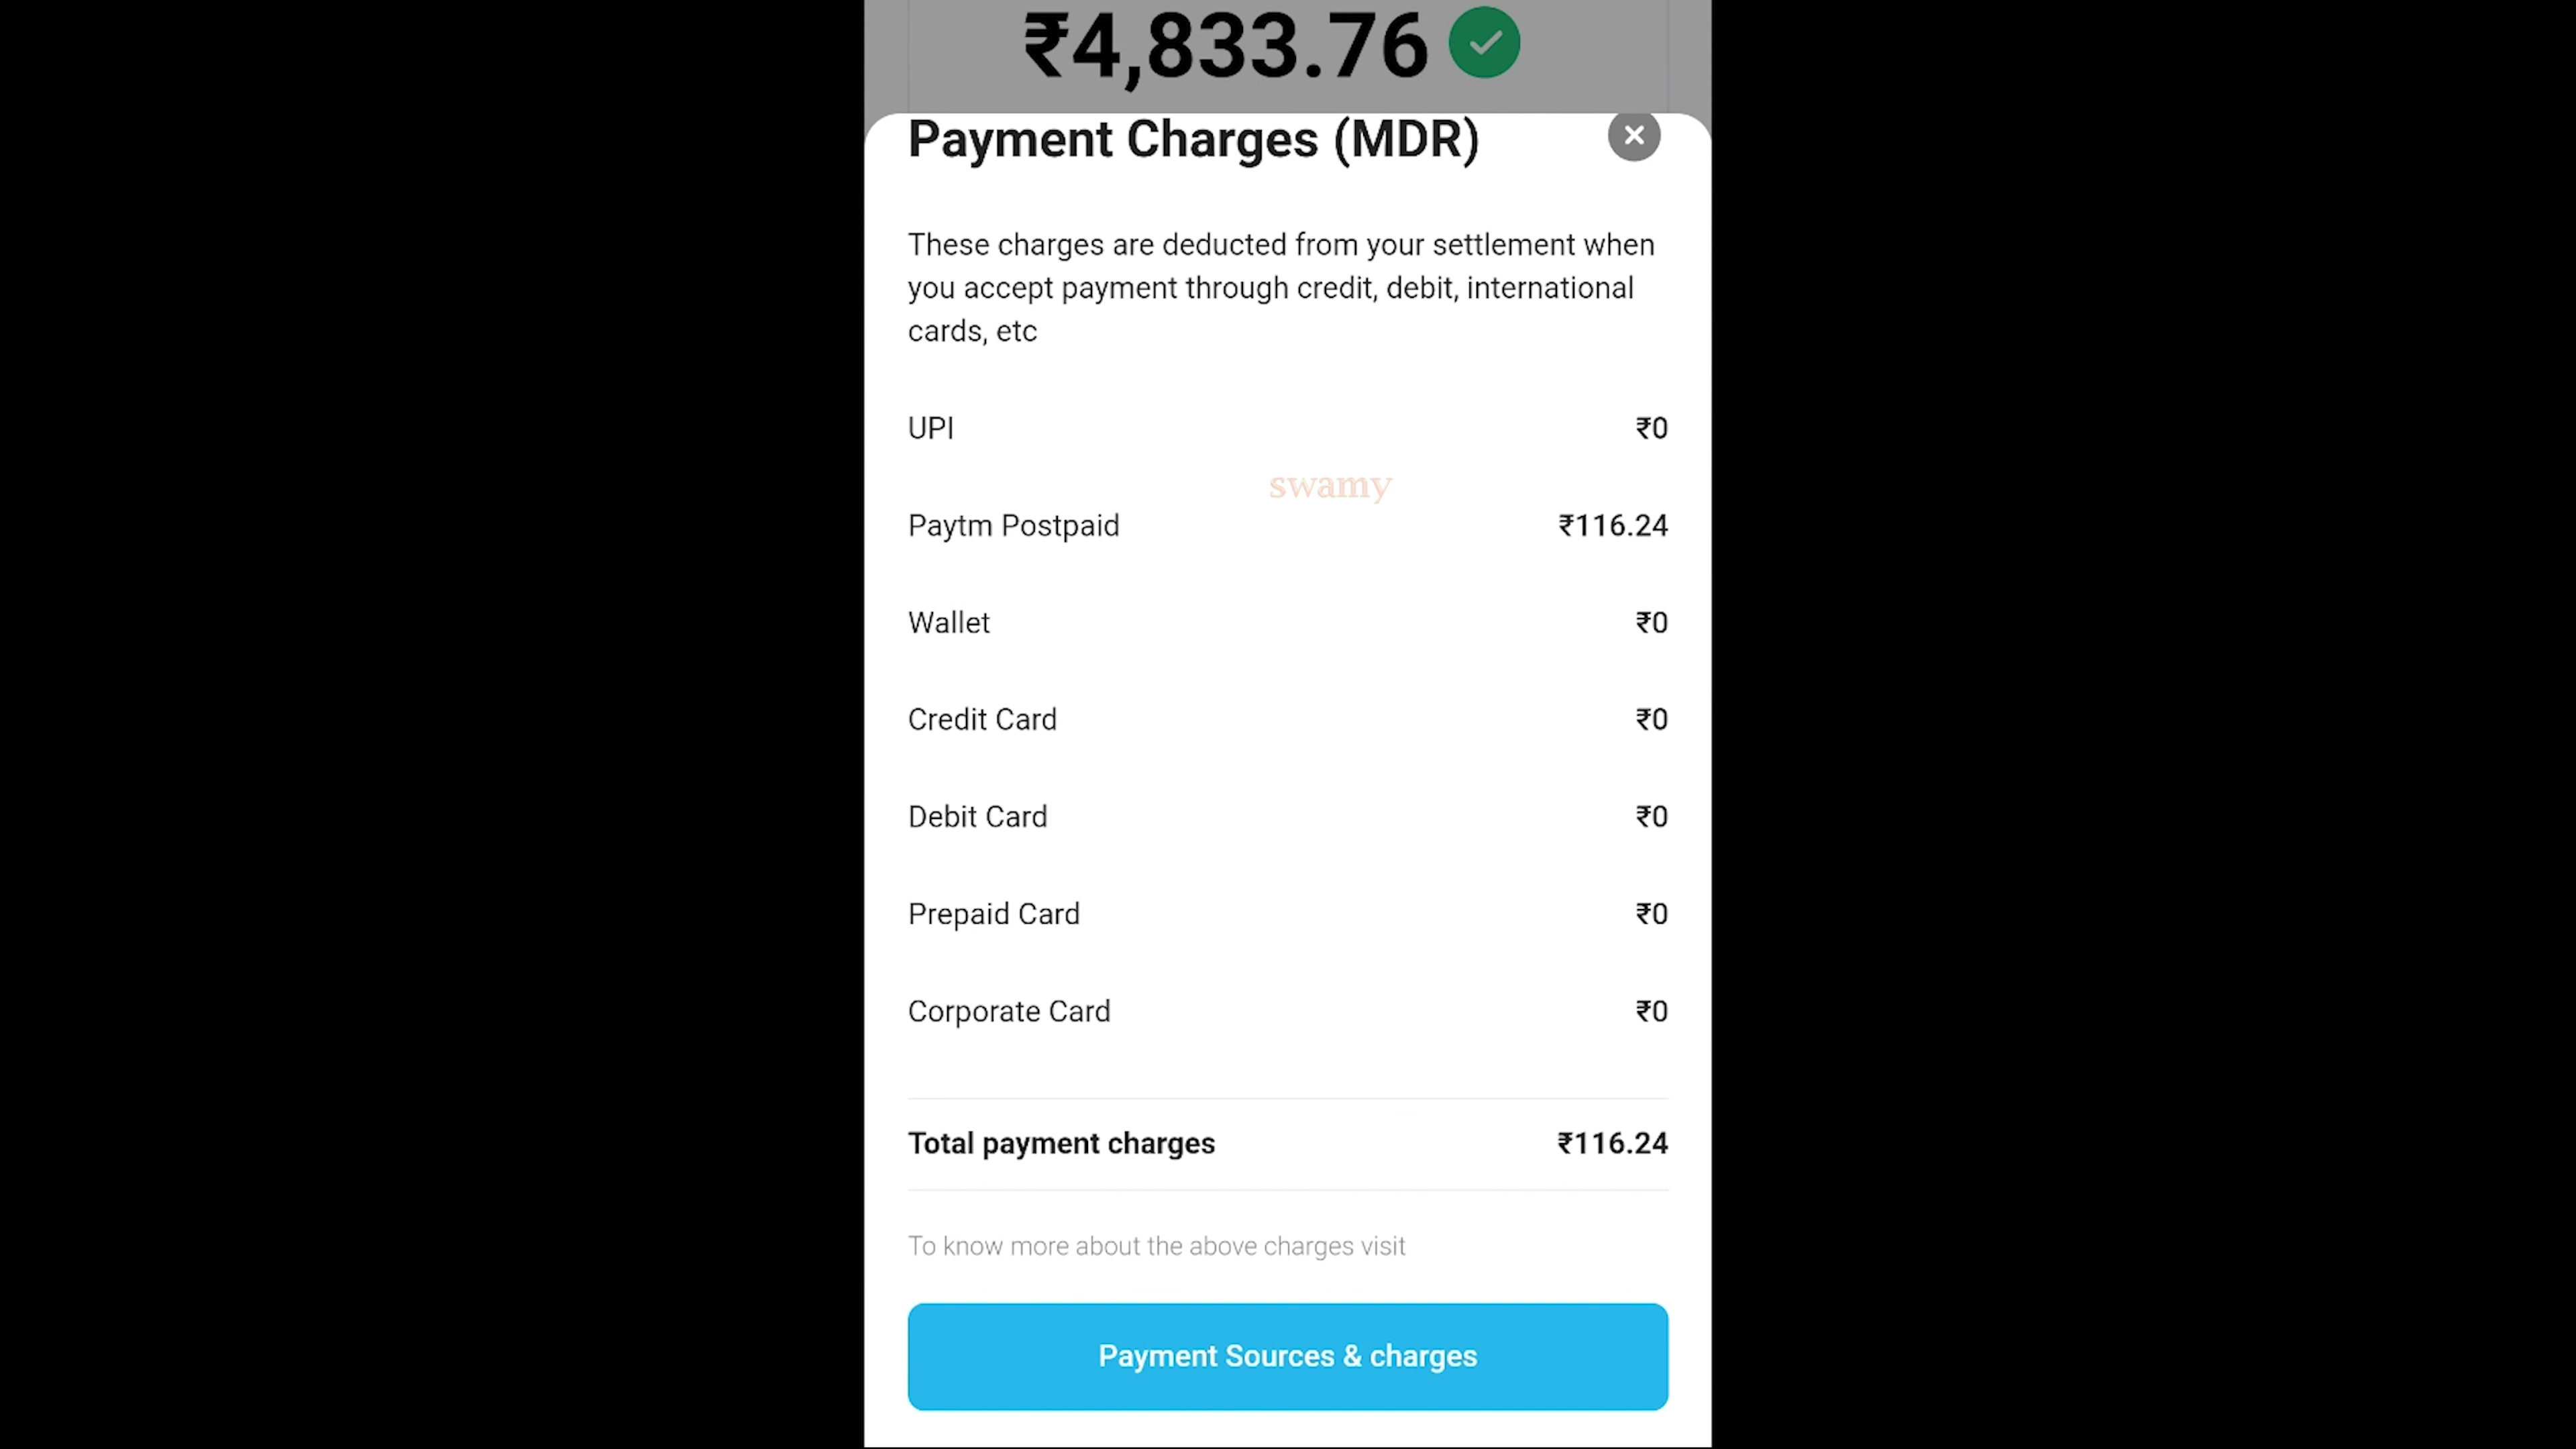 ₹4,833.76
Payment Charges (MDR)
These charges are deducted from your settlement when
you accept payment through credit, debit, international
cards, etc
UPI ₹0
swamy
Paytm Postpaid ₹116.24
Wallet ₹0
Credit Card ₹0
Debit Card ₹0
Prepaid Card ₹0
Corporate Card ₹0
Total payment charges ₹116.24
To know more about the above charges visit
Payment Sources & charges